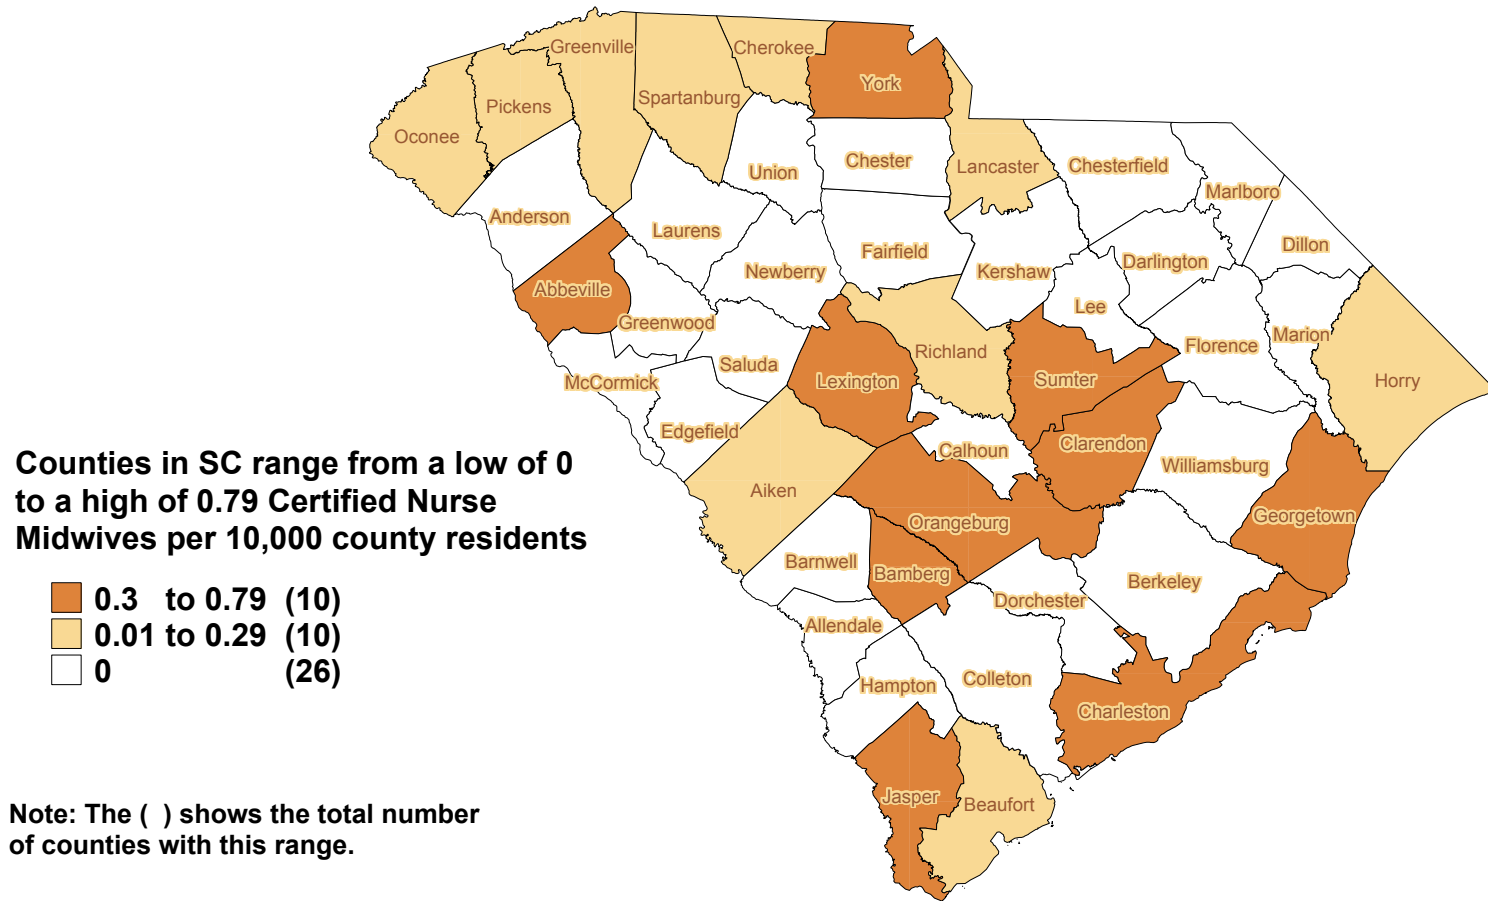 Greenville
Cherokee
York
Spartanburg
Pickens
Oconee
Union
Chester
Lancaster
Chesterfield
Marlboro
Anderson
Laurens
Dillon
Fairfield
Darlington
Newberry
Kershaw
Abbeville
Lee
Greenwood
Marion
Florence
Richland
Saluda
McCormick
Lexington
Sumter
Horry
Edgefield
Clarendon
Calhoun
Williamsburg
Aiken
Georgetown
Orangeburg
Barnwell
Bamberg
Berkeley
Dorchester
Allendale
Colleton
Hampton
Charleston
Jasper
Beaufort
Counties in SC range from a low of 0
to a high of 0.79 Certified Nurse
Midwives per 10,000 county residents
0.3 to 0.79 (10)
0.01 to 0.29 (10)
0 (26)
Note: The ( ) shows the total number
of counties with this range.